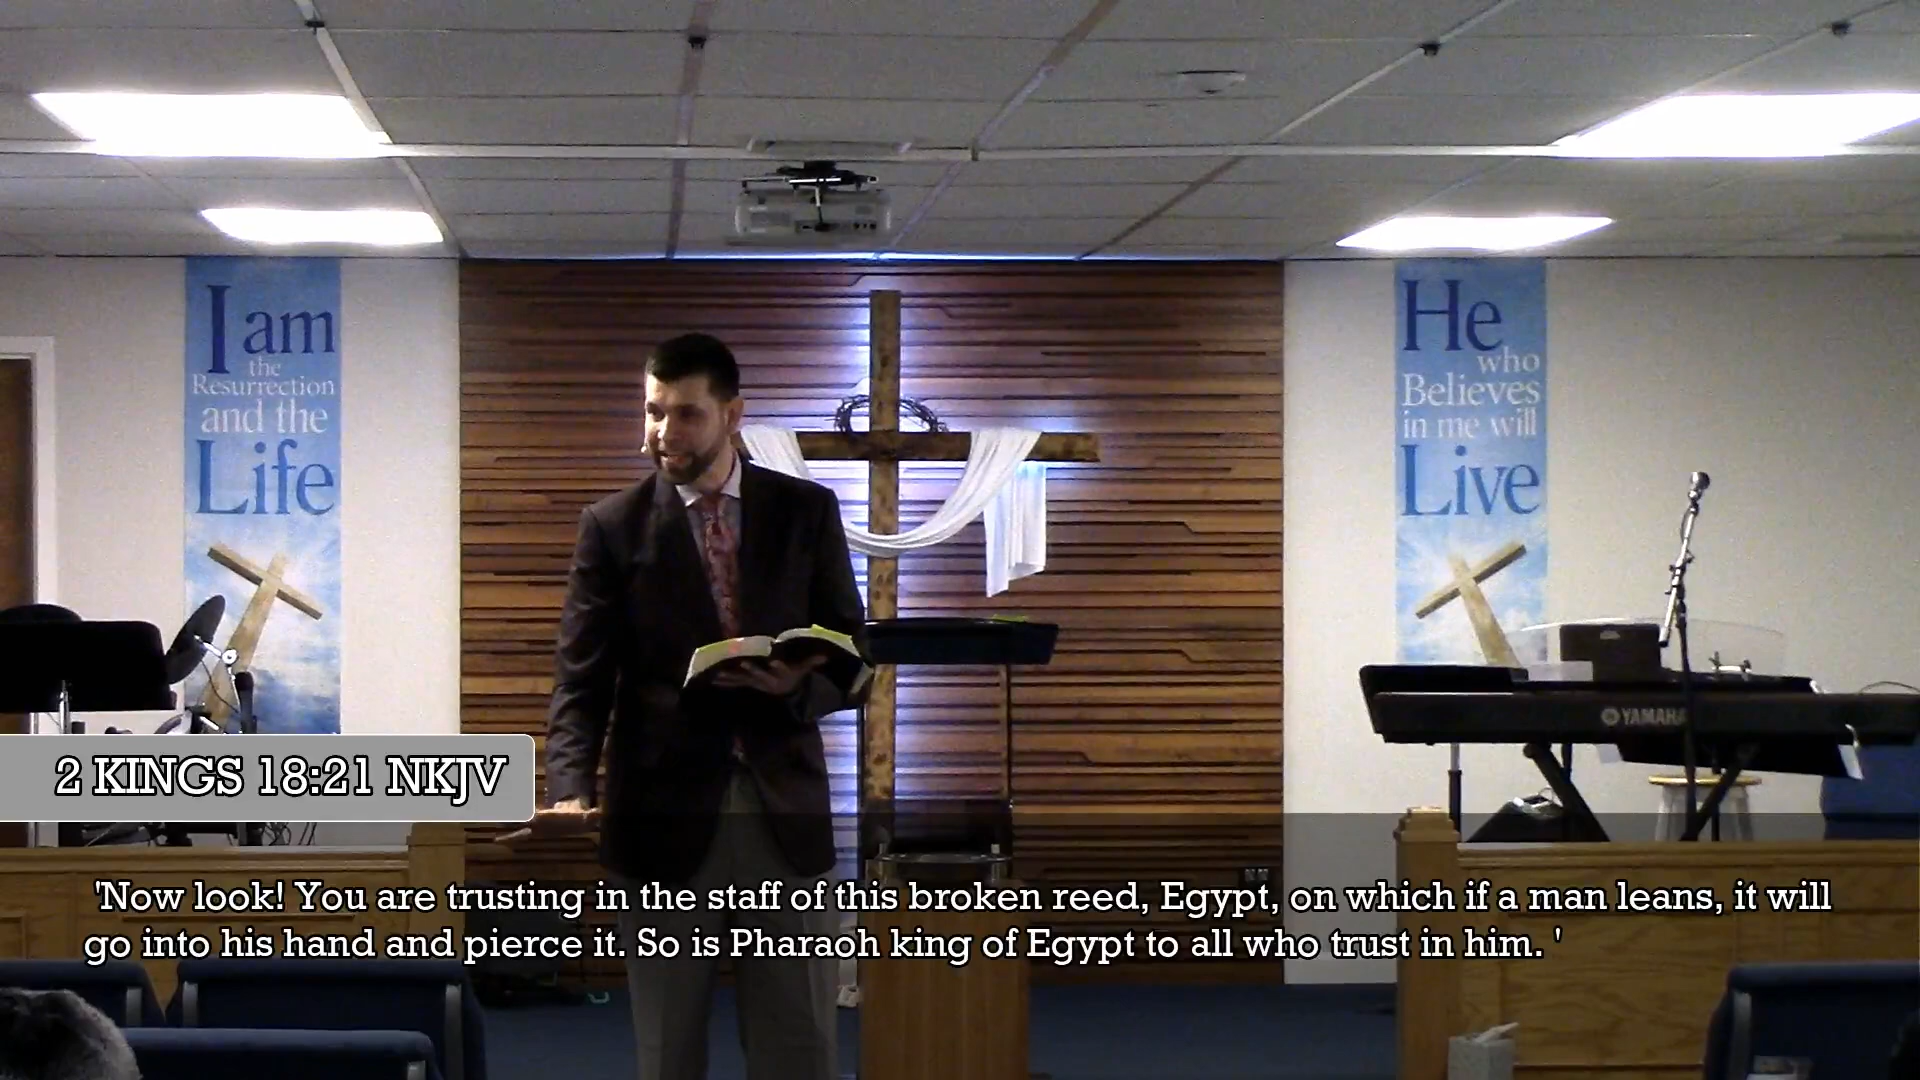 I am
the
Resurrection
and the
Life
He
who
Believes
in me will
Live
YAMAHA
2 KINGS 18:21 NKJV
'Now look! You are trusting in the staff of this broken reed, Egypt, on which if a man leans, it will
go into his hand and pierce it. So is Pharaoh king of Egypt to all who trust in him. '